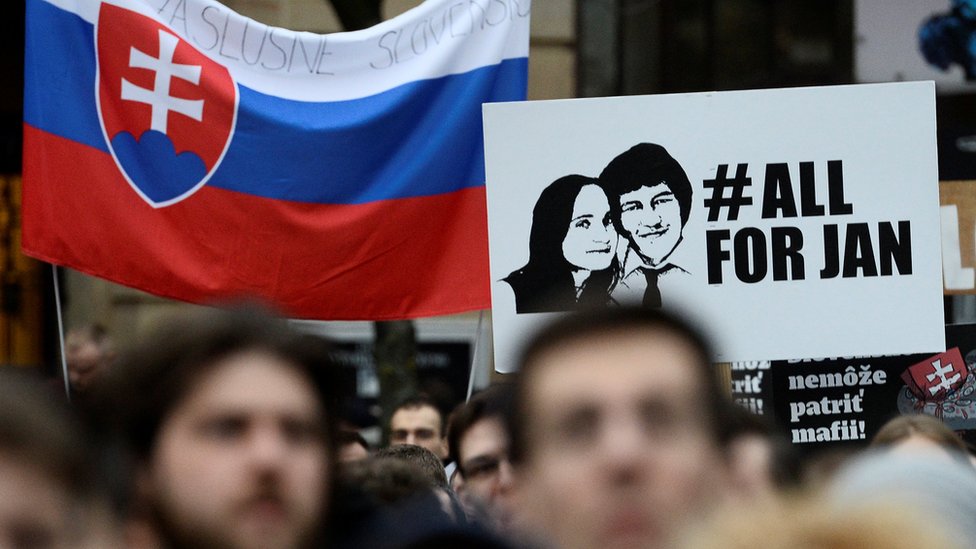 ZA SLUSNE SLOVENSKO
# ALL
FOR JAN
nemôže
patriť
mafii!